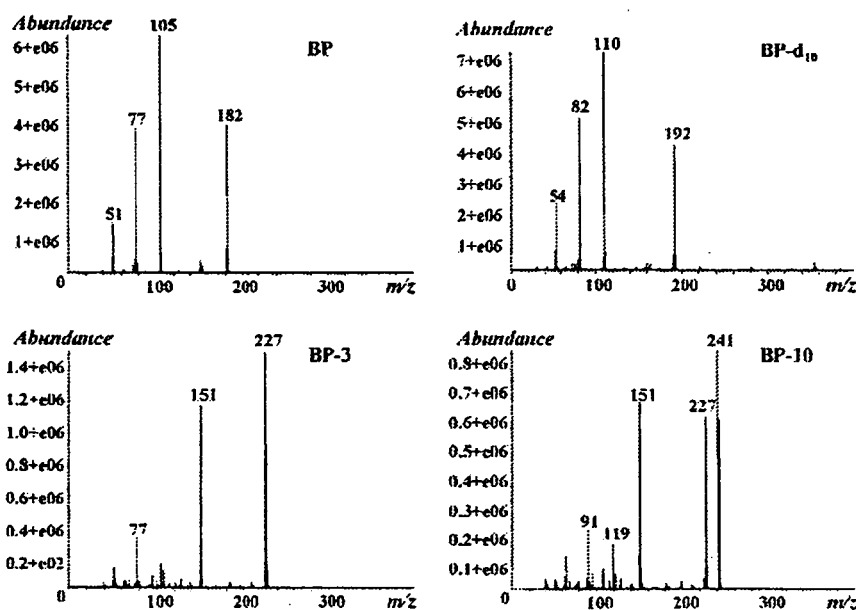 Abundance
BP
6+e06
5+e06
4+e06
3+e06
2+e06
1+e06
105
77
182
51
0
0
100
200
300
m/z
Abundance
BP-d10
7+e06
6+e06
5+e06
4+e06
3+e06
2+e06
1+e06
110
82
192
54
0
100
200
300
m/z
Abundance
BP-3
1.4+e06
1.2+e06
1.0+e06
0.8+e06
0.6+e06
0.4+e06
0.2+e02
227
151
77
0
0
100
200
300
m/z
Abundance
BP-10
0.8+e06
0.7+e06
0.6+e06
0.5+e06
0.4+e06
0.3+e06
0.2+e06
0.1+e06
241
151
227
91
119
0
100
200
300
m/z